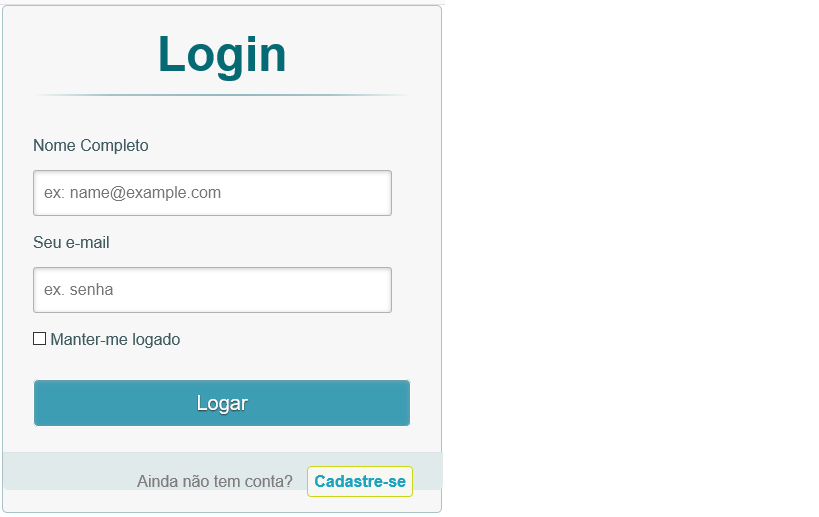 Login
Nome Completo
ex: name@example.com
Seu e-mail
ex. senha
Manter-me logado
Logar
Ainda não tem conta? Cadastre-se